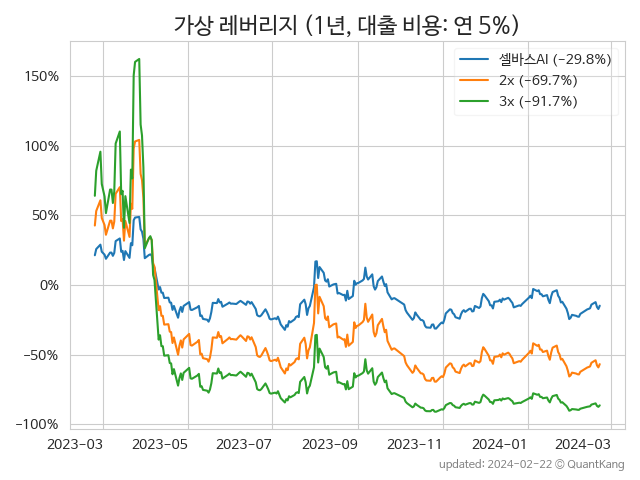 가상 레버리지 (1년, 대출 비용: 연 5%)
셀바스AI (−29.8%)
2x (−69.7%)
3x (−91.7%)
150%
100%
50%
0%
−50%
−100%
2023-03 2023-05 2023-07 2023-09 2023-11 2024-01 2024-03
updated: 2024-02-22 © QuantKang